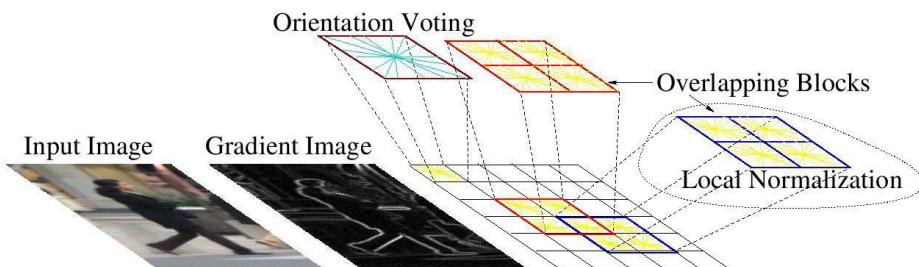 Orientation Voting
Overlapping Blocks
Input Image
Gradient Image
Local Normalization